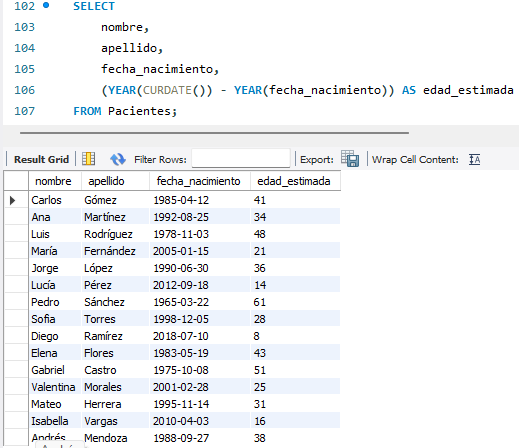 102 SELECT
103 nombre,
104 apellido,
105 fecha_nacimiento,
106 (YEAR(CURDATE()) - YEAR(fecha_nacimiento)) AS edad_estimada
107 FROM Pacientes;
Result Grid Filter Rows: Export: Wrap Cell Content:
nombre apellido fecha_nacimiento edad_estimada
Carlos Gómez 1985-04-12 41
Ana Martínez 1992-08-25 34
Luis Rodríguez 1978-11-03 48
María Fernández 2005-01-15 21
Jorge López 1990-06-30 36
Lucía Pérez 2012-09-18 14
Pedro Sánchez 1965-03-22 61
Sofia Torres 1998-12-05 28
Diego Ramírez 2018-07-10 8
Elena Flores 1983-05-19 43
Gabriel Castro 1975-10-08 51
Valentina Morales 2001-02-28 25
Mateo Herrera 1995-11-14 31
Isabella Vargas 2010-04-03 16
Andrés Mendoza 1988-09-27 38